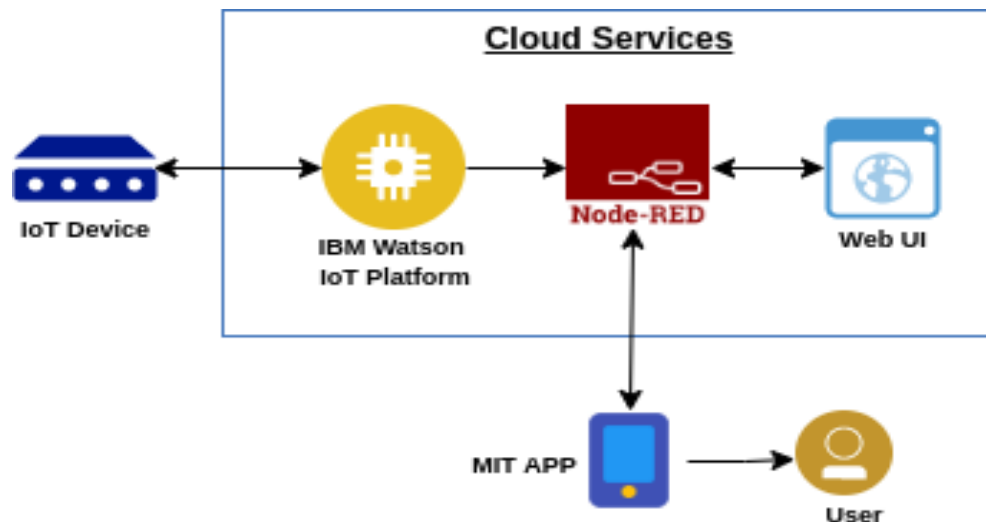 Cloud Services
IoT Device
IBM Watson
IoT Platform
Node-RED
Web UI
MIT APP
User